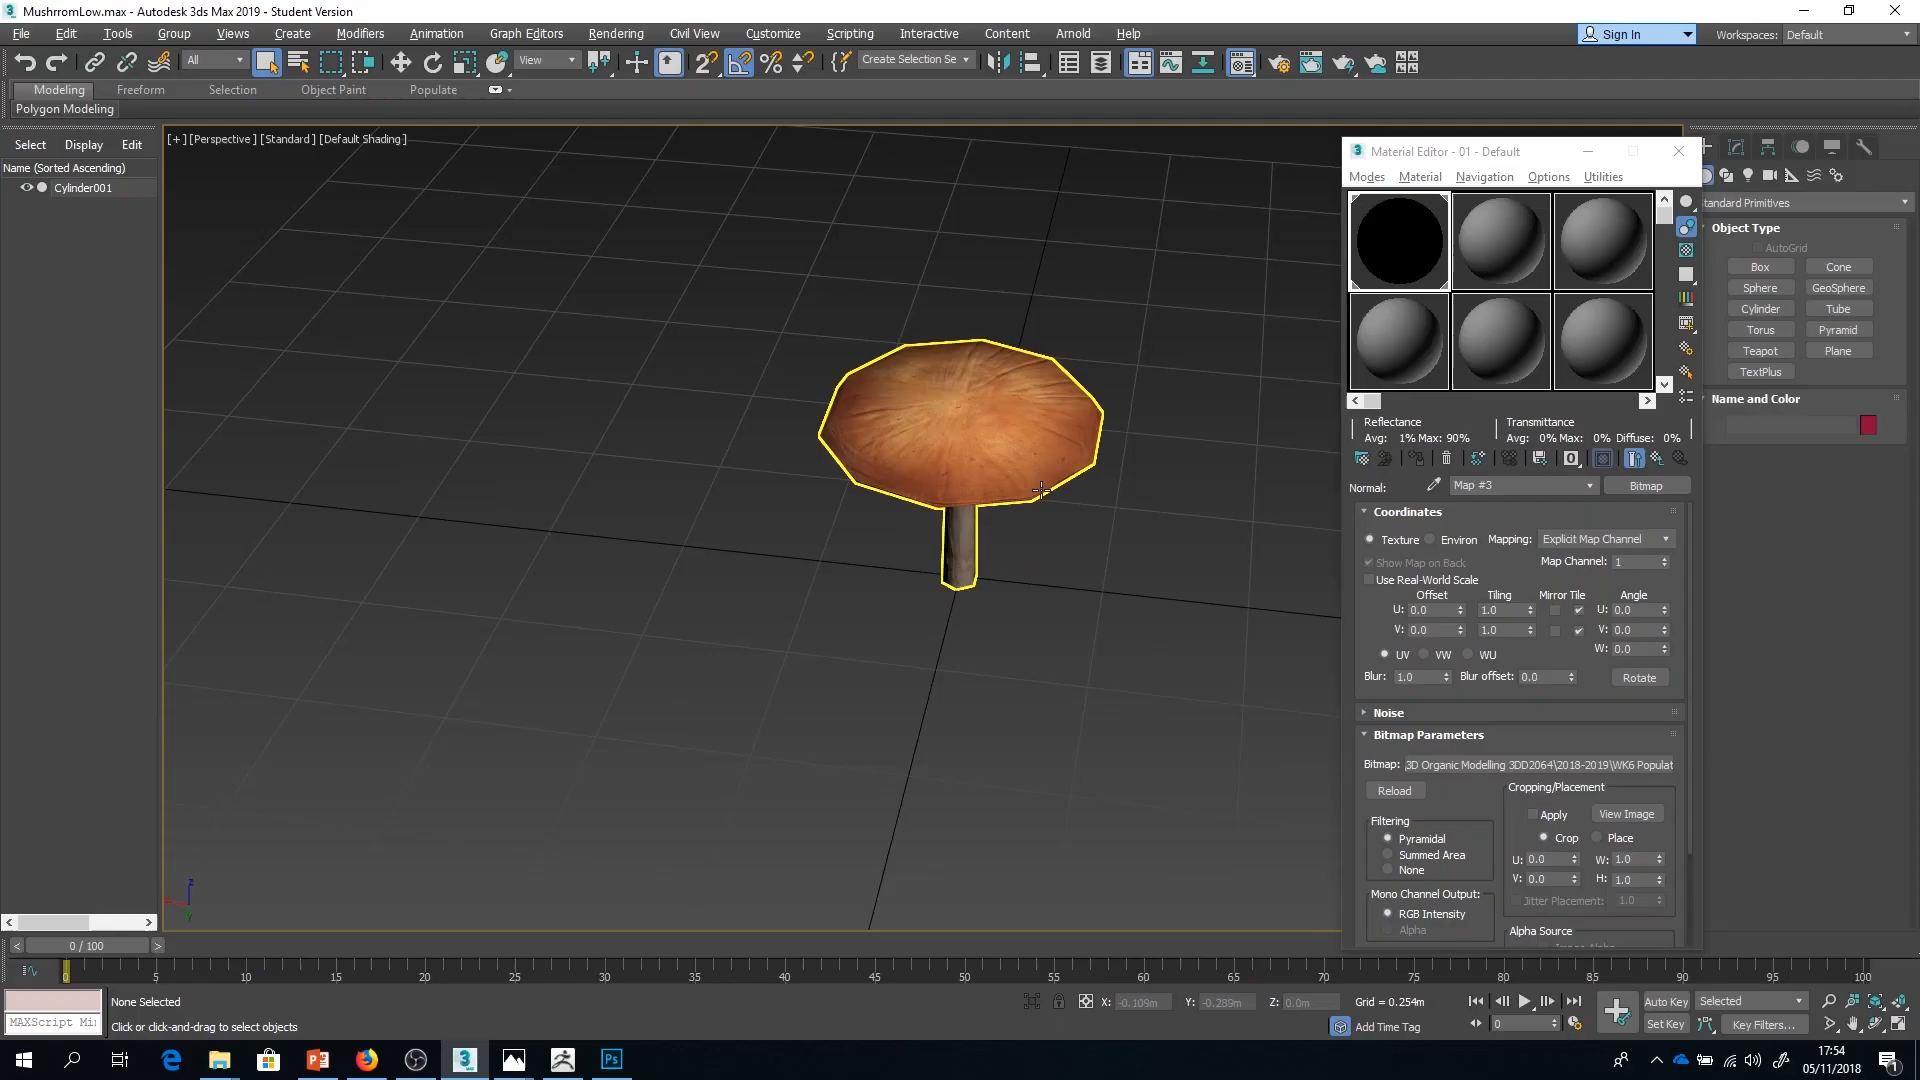 MushrromLow.max - Autodesk 3ds Max 2019 - Student Version
File Edit Tools Group Views Create Modifiers Animation Graph Editors Rendering Civil View Customize Scripting Interactive Content Arnold Help
Sign In Workspaces: Default
All View Create Selection Se
Modeling Freeform Selection Object Paint Populate
Polygon Modeling
Select Display Edit
Name (Sorted Ascending)
Cylinder001
[+] [Perspective] [Standard] [Default Shading]
Material Editor - 01 - Default
Modes Material Navigation Options Utilities
Reflectance Transmittance
Avg: 1% Max: 90% Avg: 0% Max: 0% Diffuse: 0%
Normal: Map #3 Bitmap
Coordinates
Texture Environ Mapping: Explicit Map Channel
Show Map on Back Map Channel: 1
Use Real-World Scale
Offset Tiling Mirror Tile Angle
U: 0.0 1.0 U: 0.0
V: 0.0 1.0 V: 0.0
W: 0.0
UV VW WU
Blur: 1.0 Blur offset: 0.0 Rotate
Noise
Bitmap Parameters
Bitmap: 3D Organic Modelling 3DD2064\2018-2019\WK6 Populat
Reload
Cropping/Placement
Apply View Image
Crop Place
U: 0.0 W: 1.0
V: 0.0 H: 1.0
Jitter Placement: 1.0
Filtering
Pyramidal
Summed Area
None
Mono Channel Output:
RGB Intensity
Alpha
Alpha Source
tandard Primitives
Object Type
AutoGrid
Box Cone
Sphere GeoSphere
Cylinder Tube
Torus Pyramid
Teapot Plane
TextPlus
Name and Color
z
y
0 / 100
0 5 10 15 20 25 30 35 40 45 50 55 60 65 70 75 80 85 90 95 100
None Selected
MAXScript Mi
Click or click-and-drag to select objects
X: -0.109m Y: -0.289m Z: 0.0m Grid = 0.254m
Add Time Tag
0
Auto Key Selected
Set Key Key Filters...
17:54
05/11/2018